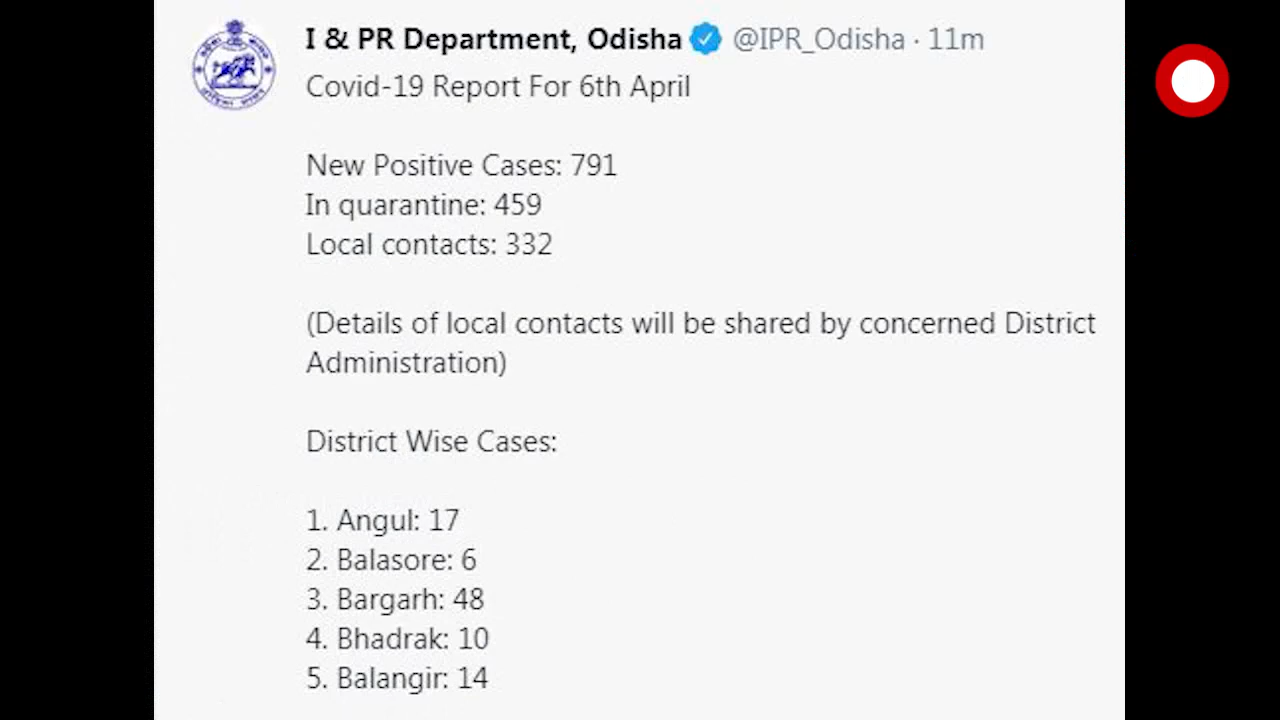 I & PR Department, Odisha @IPR_Odisha · 11m
Covid-19 Report For 6th April
New Positive Cases: 791
In quarantine: 459
Local contacts: 332
(Details of local contacts will be shared by concerned District
Administration)
District Wise Cases:
1. Angul: 17
2. Balasore: 6
3. Bargarh: 48
4. Bhadrak: 10
5. Balangir: 14